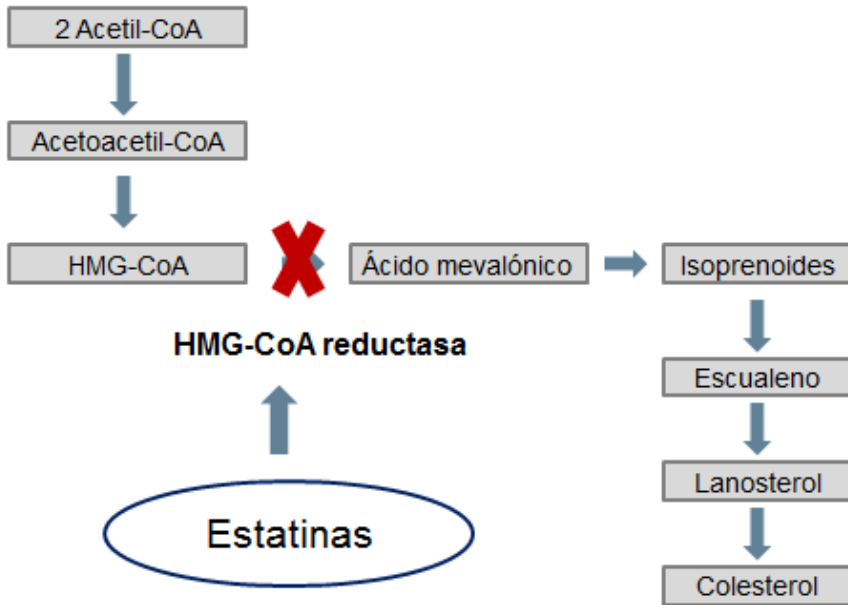 2 Acetil-CoA
Acetoacetil-CoA
HMG-CoA
Ácido mevalónico
Isoprenoides
HMG-CoA reductasa
Escualeno
Estatinas
Lanosterol
Colesterol